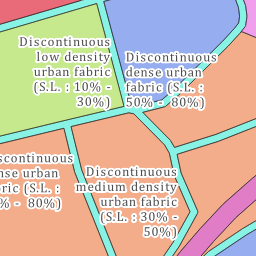 Discontinuous
low density
urban fabric
(S.L. : 10% -
30%)
Discontinuous
dense urban
fabric (S.L. :
50% - 80%)
Discontinuous
medium density
urban fabric
(S.L. : 30% -
50%)
scontinuous
nse urban
ric (S.L. :
% - 80%)